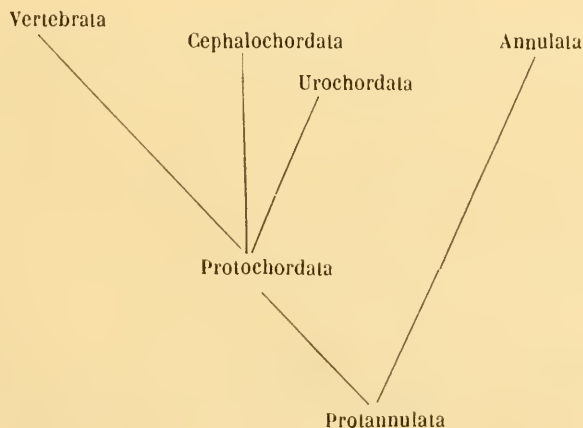 Vertebrata
Cephalochordata
Annulata
Urochordata
Protochordata
Protannulata